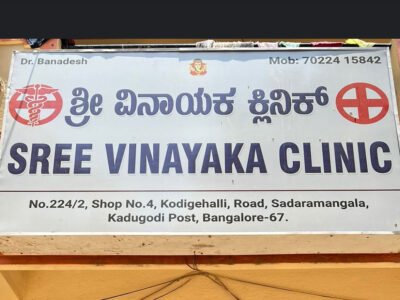 Dr. Banadesh
Mob: 70224 15842
ಶ್ರೀ ವಿನಾಯಕ ಕ್ಲಿನಿಕ್
SREE VINAYAKA CLINIC
No.224/2, Shop No.4, Kodigehalli, Road, Sadaramangala,
Kadugodi Post, Bangalore-67.